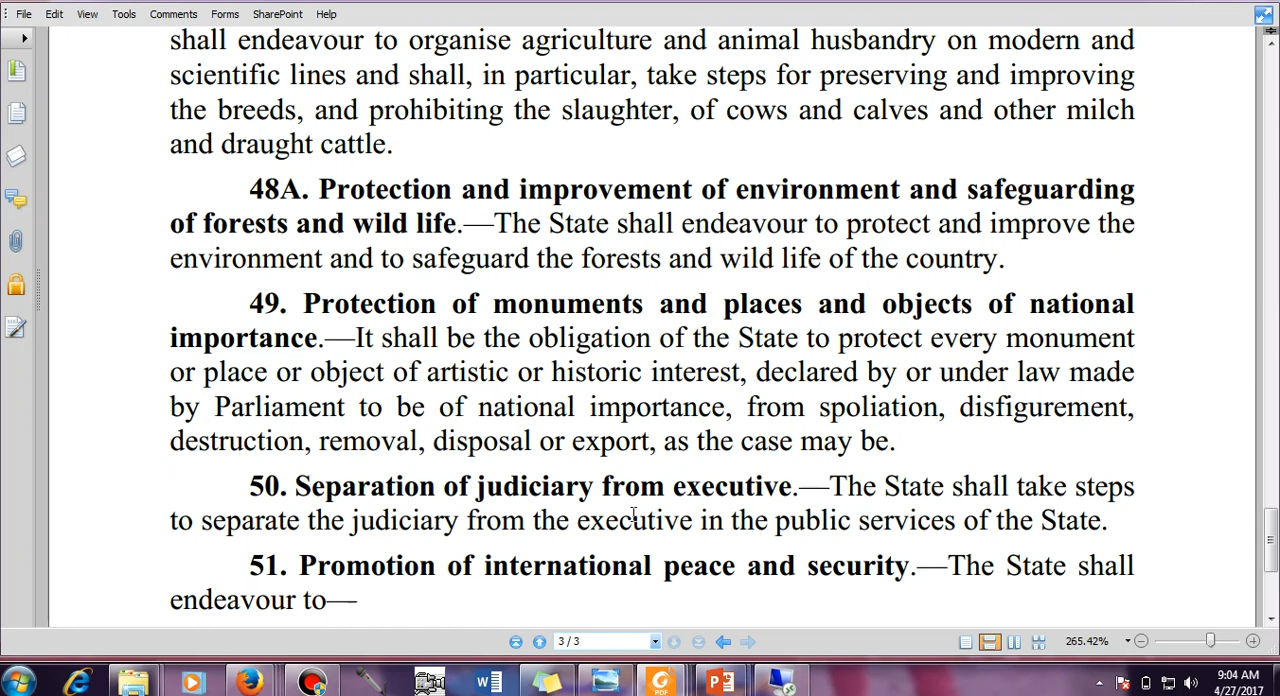 File Edit View Tools Comments Forms SharePoint Help
shall endeavour to organise agriculture and animal husbandry on modern and
scientific lines and shall, in particular, take steps for preserving and improving
the breeds, and prohibiting the slaughter, of cows and calves and other milch
and draught cattle.
48A. Protection and improvement of environment and safeguarding
of forests and wild life.—The State shall endeavour to protect and improve the
environment and to safeguard the forests and wild life of the country.
49. Protection of monuments and places and objects of national
importance.—It shall be the obligation of the State to protect every monument
or place or object of artistic or historic interest, declared by or under law made
by Parliament to be of national importance, from spoliation, disfigurement,
destruction, removal, disposal or export, as the case may be.
50. Separation of judiciary from executive.—The State shall take steps
to separate the judiciary from the executive in the public services of the State.
51. Promotion of international peace and security.—The State shall
endeavour to—
3 / 3
265.42%
PDF
9:04 AM
4/27/2017